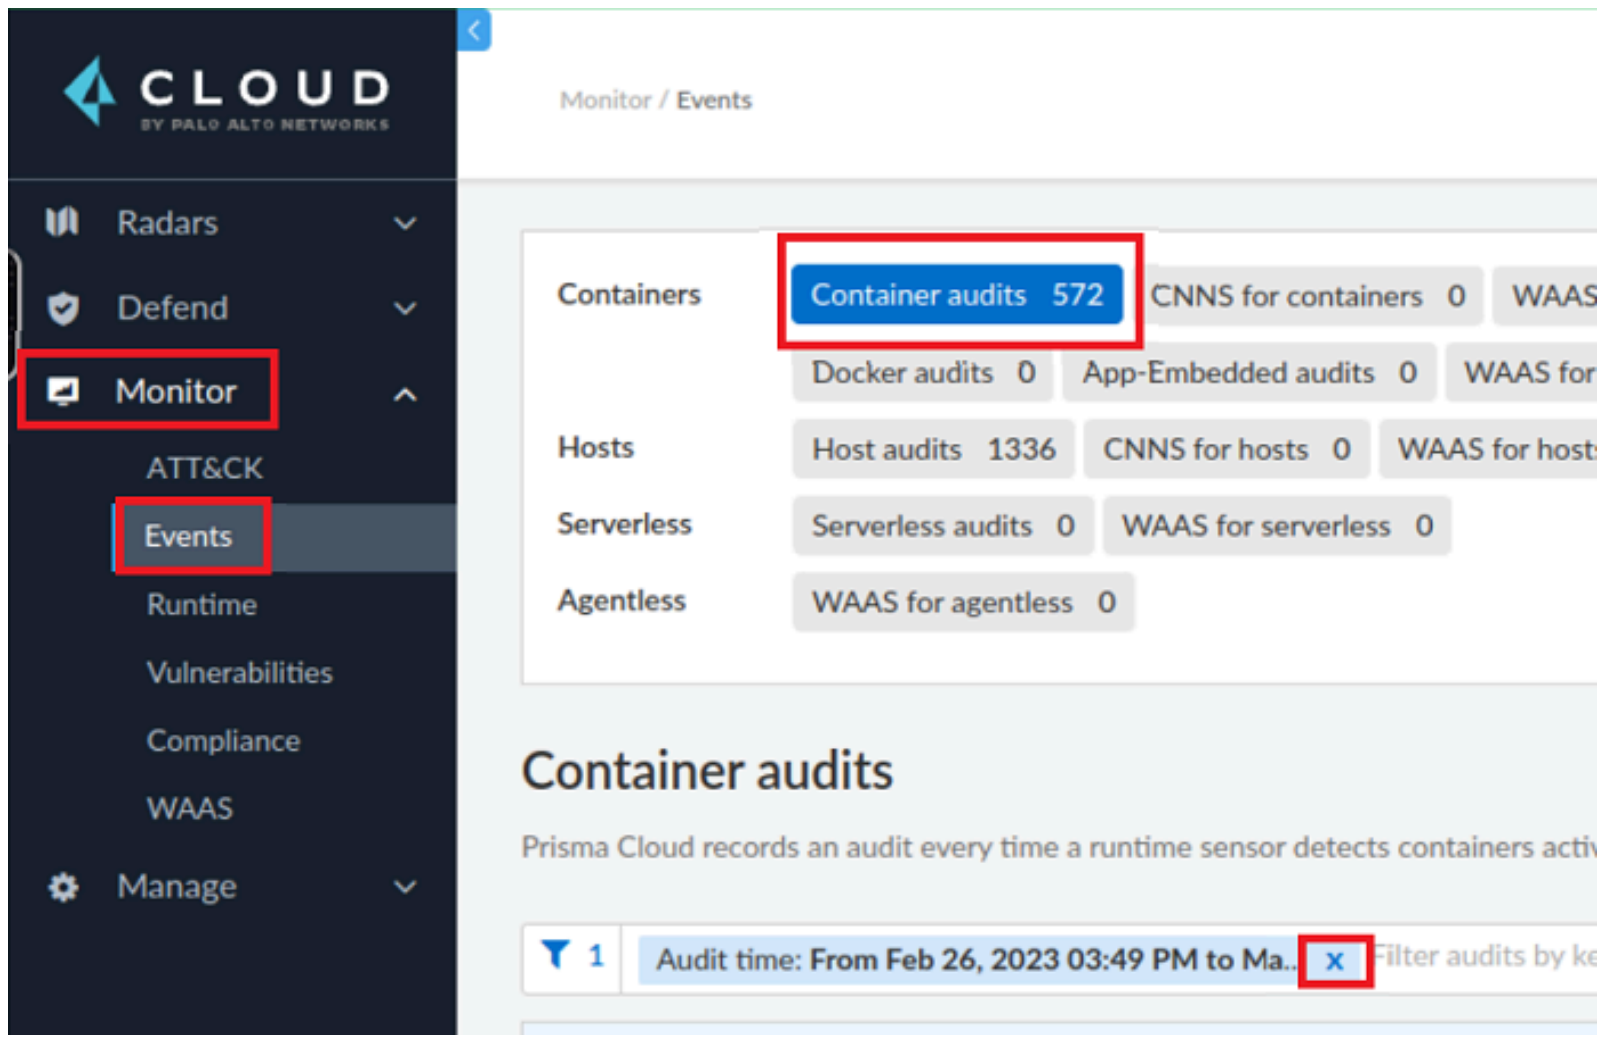 CLOUD
BY PALO ALTO NETWORKS
Monitor / Events
Radars
Defend
Monitor
ATT&CK
Events
Runtime
Vulnerabilities
Compliance
WAAS
Manage
Containers Container audits 572 CNNS for containers 0 WAAS
Docker audits 0 App-Embedded audits 0 WAAS for
Hosts Host audits 1336 CNNS for hosts 0 WAAS for hosts
Serverless Serverless audits 0 WAAS for serverless 0
Agentless WAAS for agentless 0
Container audits
Prisma Cloud records an audit every time a runtime sensor detects containers activ
1 Audit time: From Feb 26, 2023 03:49 PM to Ma... x Filter audits by ke